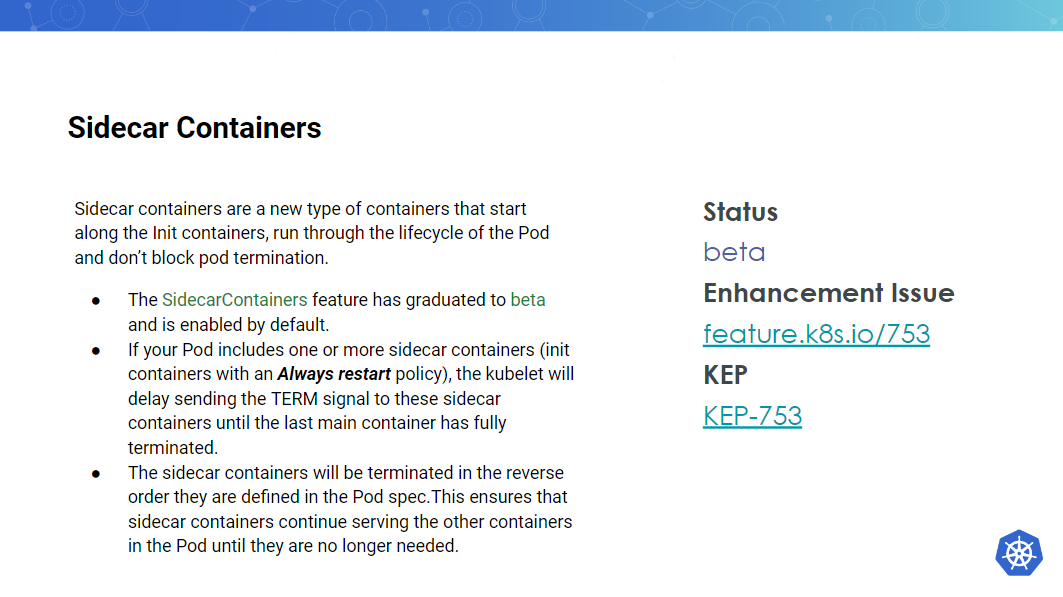 Sidecar Containers
Sidecar containers are a new type of containers that start
along the Init containers, run through the lifecycle of the Pod
and don’t block pod termination.
● The SidecarContainers feature has graduated to beta
and is enabled by default.
● If your Pod includes one or more sidecar containers (init
containers with an Always restart policy), the kubelet will
delay sending the TERM signal to these sidecar
containers until the last main container has fully
terminated.
● The sidecar containers will be terminated in the reverse
order they are defined in the Pod spec.This ensures that
sidecar containers continue serving the other containers
in the Pod until they are no longer needed.
Status
beta
Enhancement Issue
feature.k8s.io/753
KEP
KEP-753